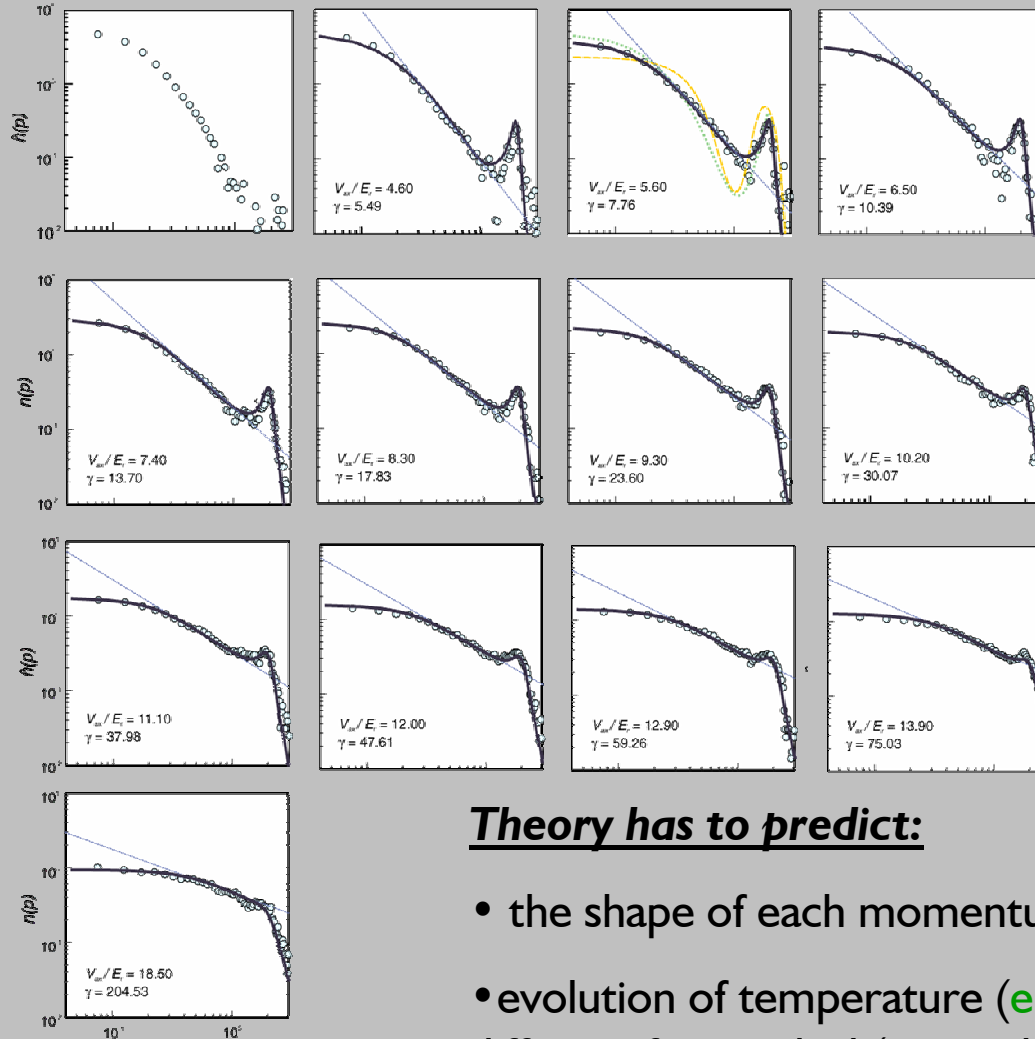 n(p)
V_ax / E_r = 4.60
γ = 5.49
V_ax / E_r = 5.60
γ = 7.76
V_ax / E_r = 6.50
γ = 10.39
n(p)
V_ax / E_r = 7.40
γ = 13.70
V_ax / E_r = 8.30
γ = 17.83
V_ax / E_r = 9.30
γ = 23.60
V_ax / E_r = 10.20
γ = 30.07
n(p)
V_ax / E_r = 11.10
γ = 37.98
V_ax / E_r = 12.00
γ = 47.61
V_ax / E_r = 12.90
γ = 59.26
V_ax / E_r = 13.90
γ = 75.03
n(p)
V_ax / E_r = 18.50
γ = 204.53
Theory has to predict:
• the shape of each momentu
• evolution of temperature (e